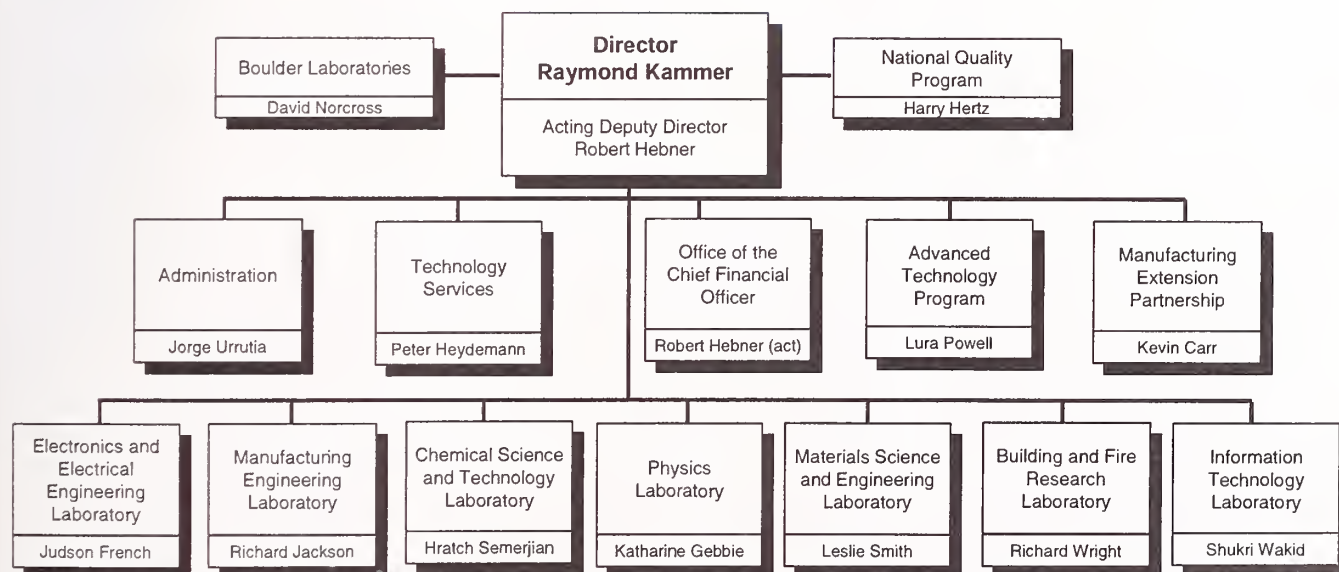 Director
Raymond Kammer
Acting Deputy Director
Robert Hebner
Boulder Laboratories
David Norcross
National Quality
Program
Harry Hertz
Administration
Jorge Urrutia
Technology
Services
Peter Heydemann
Office of the
Chief Financial
Officer
Robert Hebner (act)
Advanced
Technology
Program
Lura Powell
Manufacturing
Extension
Partnership
Kevin Carr
Electronics and
Electrical
Engineering
Laboratory
Judson French
Manufacturing
Engineering
Laboratory
Richard Jackson
Chemical Science
and Technology
Laboratory
Hratch Semerjian
Physics
Laboratory
Katharine Gebbie
Materials Science
and Engineering
Laboratory
Leslie Smith
Building and Fire
Research
Laboratory
Richard Wright
Information
Technology
Laboratory
Shukri Wakid